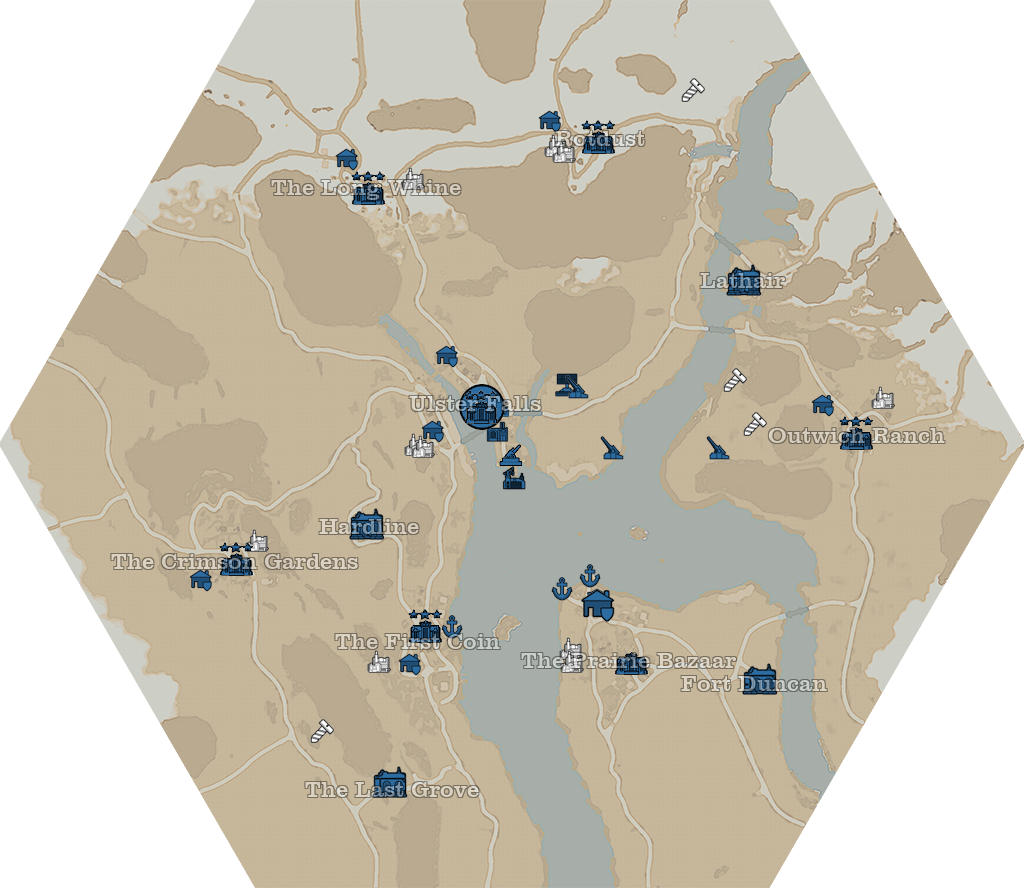 Rotdust
The Long Whine
Lathair
Ulster Falls
Outwich Ranch
Hardline
The Crimson Gardens
The First Coin
The Prairie Bazaar
Fort Duncan
The Last Grove